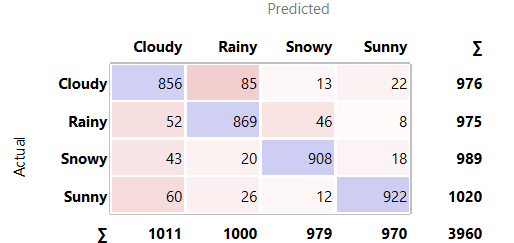 Predicted
Cloudy Rainy Snowy Sunny ∑
Cloudy 856 85 13 22 976
Rainy 52 869 46 8 975
Actual
Snowy 43 20 908 18 989
Sunny 60 26 12 922 1020
∑ 1011 1000 979 970 3960